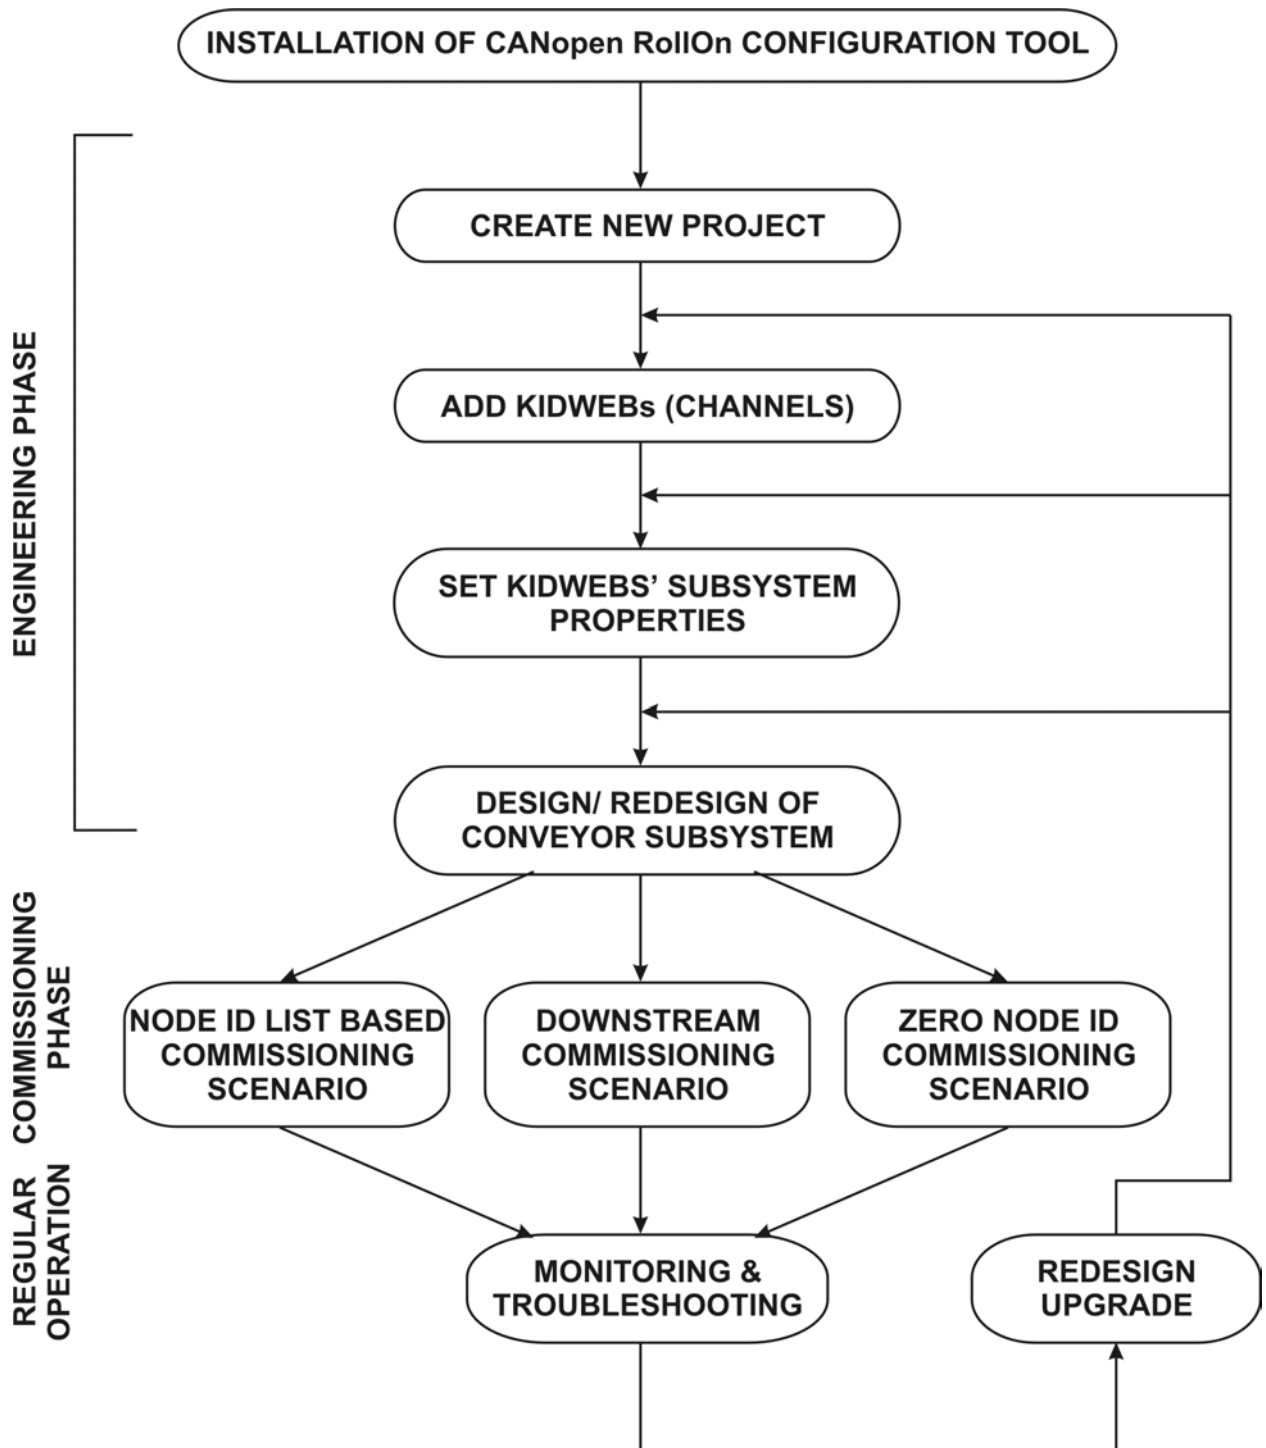 INSTALLATION OF CANopen RollOn CONFIGURATION TOOL
CREATE NEW PROJECT
ADD KIDWEBs (CHANNELS)
SET KIDWEBS’ SUBSYSTEM
PROPERTIES
DESIGN/ REDESIGN OF
CONVEYOR SUBSYSTEM
ENGINEERING PHASE
NODE ID LIST BASED
COMMISSIONING
SCENARIO
DOWNSTREAM
COMMISSIONING
SCENARIO
ZERO NODE ID
COMMISSIONING
SCENARIO
COMMISSIONING
PHASE
MONITORING &
TROUBLESHOOTING
REDESIGN
UPGRADE
REGULAR
OPERATION